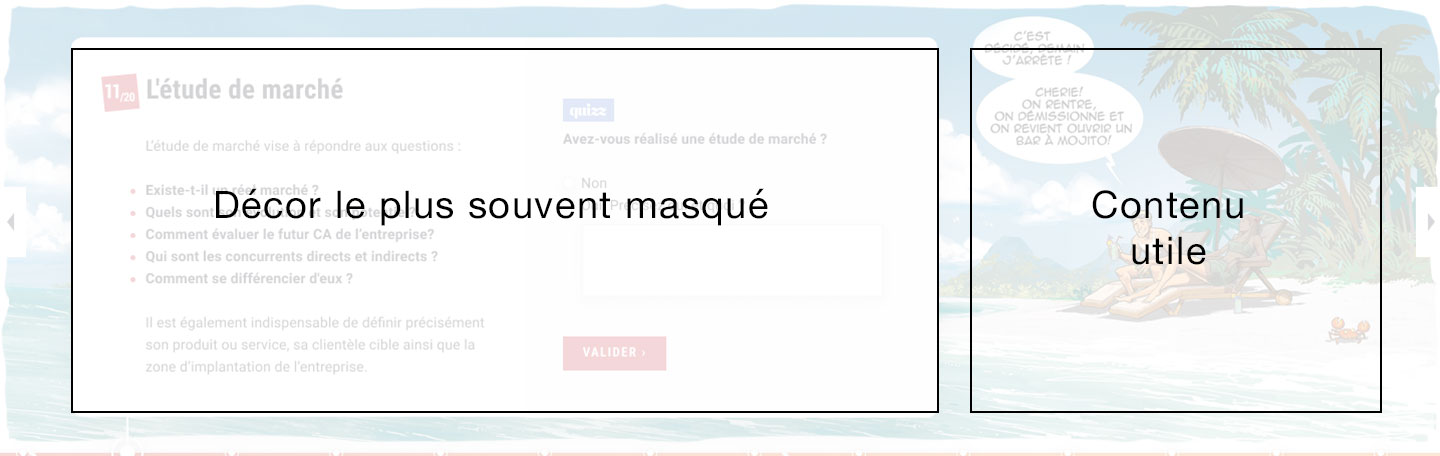 C'EST
DÉCIDÉ, DEMAIN
J'ARRÊTE !
11/20
L'étude de marché
CHERIE!
ON RENTRE,
ON DÉMISSIONNE ET
ON REVIENT OUVRIR UN
BAR À MOJITO!
quizz
Avez-vous réalisé une étude de marché ?
L'étude de marché vise à répondre aux questions :
Non
Existe-t-il un réel marché ?
Décor le plus souvent masqué
Contenu
utile
Quels sont
Comment évaluer le futur CA de l'entreprise?
Qui sont les concurrents directs et indirects ?
Comment se différencier d'eux ?
Il est également indispensable de définir précisément
son produit ou service, sa clientèle cible ainsi que la
zone d'implantation de l'entreprise.
VALIDER ›